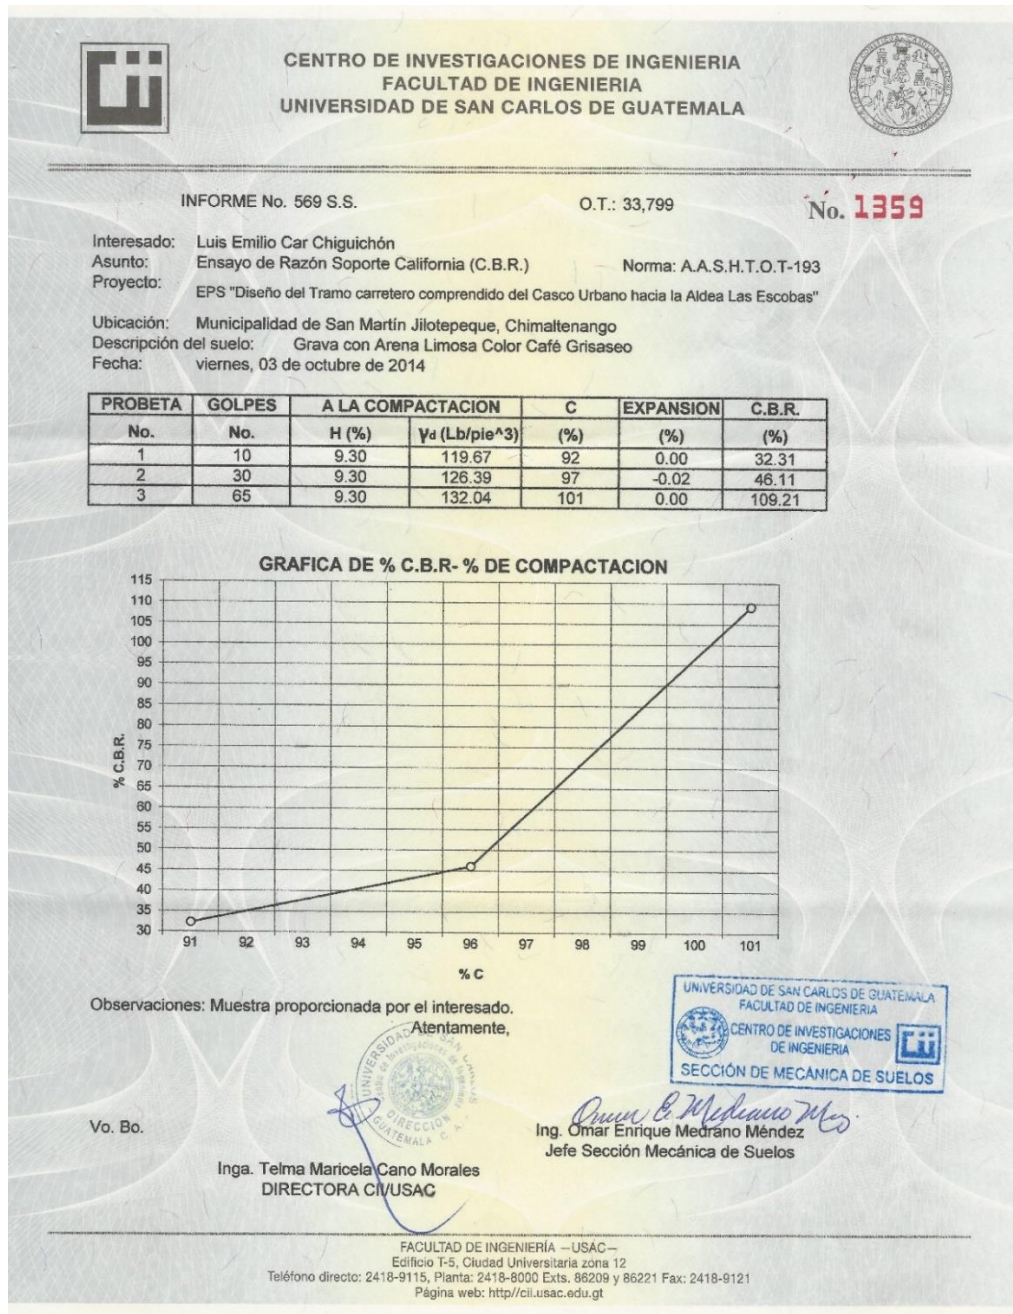 Cii
CENTRO DE INVESTIGACIONES DE INGENIERIA
FACULTAD DE INGENIERIA
UNIVERSIDAD DE SAN CARLOS DE GUATEMALA
INFORME No. 569 S.S. O.T.: 33,799 No. 1359
Interesado: Luis Emilio Car Chiguichón
Asunto: Ensayo de Razón Soporte California (C.B.R.) Norma: A.A.S.H.T.O.T-193
Proyecto: EPS "Diseño del Tramo carretero comprendido del Casco Urbano hacia la Aldea Las Escobas"
Ubicación: Municipalidad de San Martín Jilotepeque, Chimaltenango
Descripción del suelo: Grava con Arena Limosa Color Café Grisaseo
Fecha: viernes, 03 de octubre de 2014
PROBETA GOLPES A LA COMPACTACION C EXPANSION C.B.R.
No. No. H (%) γd (Lb/pie^3) (%) (%) (%)
1 10 9.30 119.67 92 0.00 32.31
2 30 9.30 126.39 97 -0.02 46.11
3 65 9.30 132.04 101 0.00 109.21
GRAFICA DE % C.B.R- % DE COMPACTACION
115
110
105
100
95
90
85
80
75
70
65
60
55
50
45
40
35
30
% C.B.R.
91 92 93 94 95 96 97 98 99 100 101
% C
Observaciones: Muestra proporcionada por el interesado.
Atentamente,
UNIVERSIDAD DE SAN CARLOS DE GUATEMALA
FACULTAD DE INGENIERIA
CENTRO DE INVESTIGACIONES
DE INGENIERIA
Cii
SECCIÓN DE MECÁNICA DE SUELOS
DIRECCION
GUATEMALA C. A.
Vo. Bo.
Ing. Omar Enrique Medrano Méndez
Jefe Sección Mecánica de Suelos
Inga. Telma Maricela Cano Morales
DIRECTORA CII/USAC
FACULTAD DE INGENIERÍA —USAC—
Edificio T-5, Ciudad Universitaria zona 12
Teléfono directo: 2418-9115, Planta: 2418-8000 Exts. 86209 y 86221 Fax: 2418-9121
Página web: http//cii.usac.edu.gt